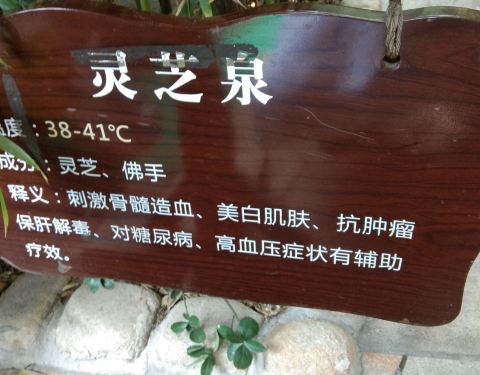 灵芝泉
温度：38-41℃
成分：灵芝、佛手
释义：刺激骨髓造血、美白肌肤、抗肿瘤
保肝解毒、对糖尿病、高血压症状有辅助
疗效。